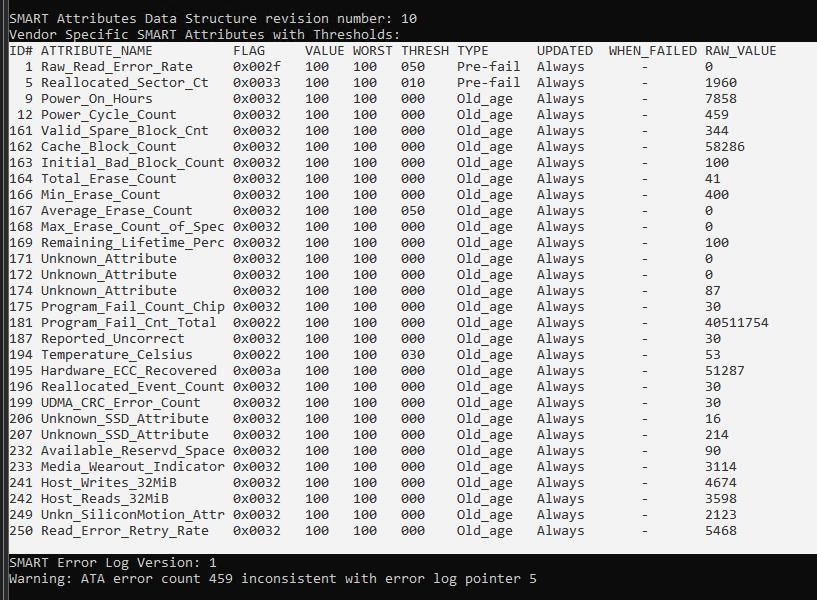 SMART Attributes Data Structure revision number: 10
Vendor Specific SMART Attributes with Thresholds:
ID# ATTRIBUTE_NAME FLAG VALUE WORST THRESH TYPE UPDATED WHEN_FAILED RAW_VALUE
1 Raw_Read_Error_Rate 0x002f 100 100 050 Pre-fail Always - 0
5 Reallocated_Sector_Ct 0x0033 100 100 010 Pre-fail Always - 1960
9 Power_On_Hours 0x0032 100 100 000 Old_age Always - 7858
12 Power_Cycle_Count 0x0032 100 100 000 Old_age Always - 459
161 Valid_Spare_Block_Cnt 0x0032 100 100 000 Old_age Always - 344
162 Cache_Block_Count 0x0032 100 100 000 Old_age Always - 58286
163 Initial_Bad_Block_Count 0x0032 100 100 000 Old_age Always - 100
164 Total_Erase_Count 0x0032 100 100 000 Old_age Always - 41
166 Min_Erase_Count 0x0032 100 100 000 Old_age Always - 400
167 Average_Erase_Count 0x0032 100 100 050 Old_age Always - 0
168 Max_Erase_Count_of_Spec 0x0032 100 100 000 Old_age Always - 0
169 Remaining_Lifetime_Perc 0x0032 100 100 000 Old_age Always - 100
171 Unknown_Attribute 0x0032 100 100 000 Old_age Always - 0
172 Unknown_Attribute 0x0032 100 100 000 Old_age Always - 0
174 Unknown_Attribute 0x0032 100 100 000 Old_age Always - 87
175 Program_Fail_Count_Chip 0x0032 100 100 000 Old_age Always - 30
181 Program_Fail_Cnt_Total 0x0022 100 100 000 Old_age Always - 40511754
187 Reported_Uncorrect 0x0032 100 100 000 Old_age Always - 30
194 Temperature_Celsius 0x0022 100 100 030 Old_age Always - 53
195 Hardware_ECC_Recovered 0x003a 100 100 000 Old_age Always - 51287
196 Reallocated_Event_Count 0x0032 100 100 000 Old_age Always - 30
199 UDMA_CRC_Error_Count 0x0032 100 100 000 Old_age Always - 30
206 Unknown_SSD_Attribute 0x0032 100 100 000 Old_age Always - 16
207 Unknown_SSD_Attribute 0x0032 100 100 000 Old_age Always - 214
232 Available_Reservd_Space 0x0032 100 100 000 Old_age Always - 90
233 Media_Wearout_Indicator 0x0032 100 100 000 Old_age Always - 3114
241 Host_Writes_32MiB 0x0032 100 100 000 Old_age Always - 4674
242 Host_Reads_32MiB 0x0032 100 100 000 Old_age Always - 3598
249 Unkn_SiliconMotion_Attr 0x0032 100 100 000 Old_age Always - 2123
250 Read_Error_Retry_Rate 0x0032 100 100 000 Old_age Always - 5468
SMART Error Log Version: 1
Warning: ATA error count 459 inconsistent with error log pointer 5